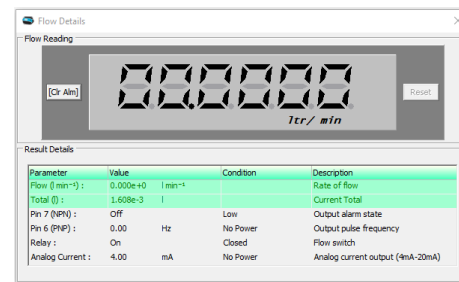 Flow Details
Flow Reading
[Clr Alm]
00.0000
Reset
ltr/ min
Result Details
Parameter Value Condition Description
Flow (l min⁻¹) : 0.000e+0 l min⁻¹ Rate of flow
Total (l) : 1.608e-3 l Current Total
Pin 7 (NPN) : Off Low Output alarm state
Pin 6 (PNP) : 0.00 Hz No Power Output pulse frequency
Relay : On Closed Flow switch
Analog Current : 4.00 mA No Power Analog current output (4mA-20mA)